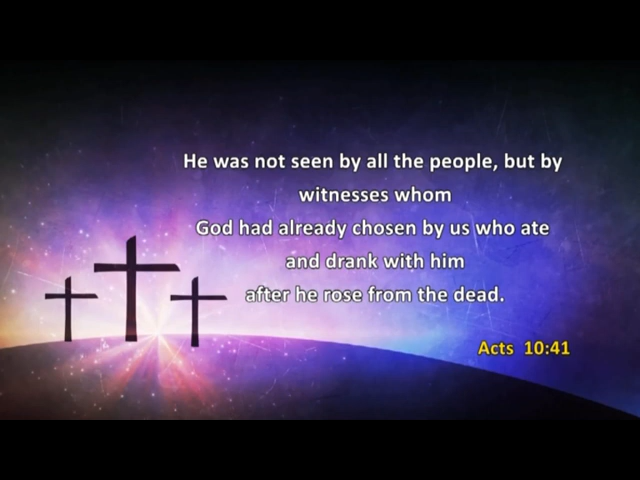 He was not seen by all the people, but by
witnesses whom
God had already chosen by us who ate
and drank with him
after he rose from the dead.
Acts 10:41